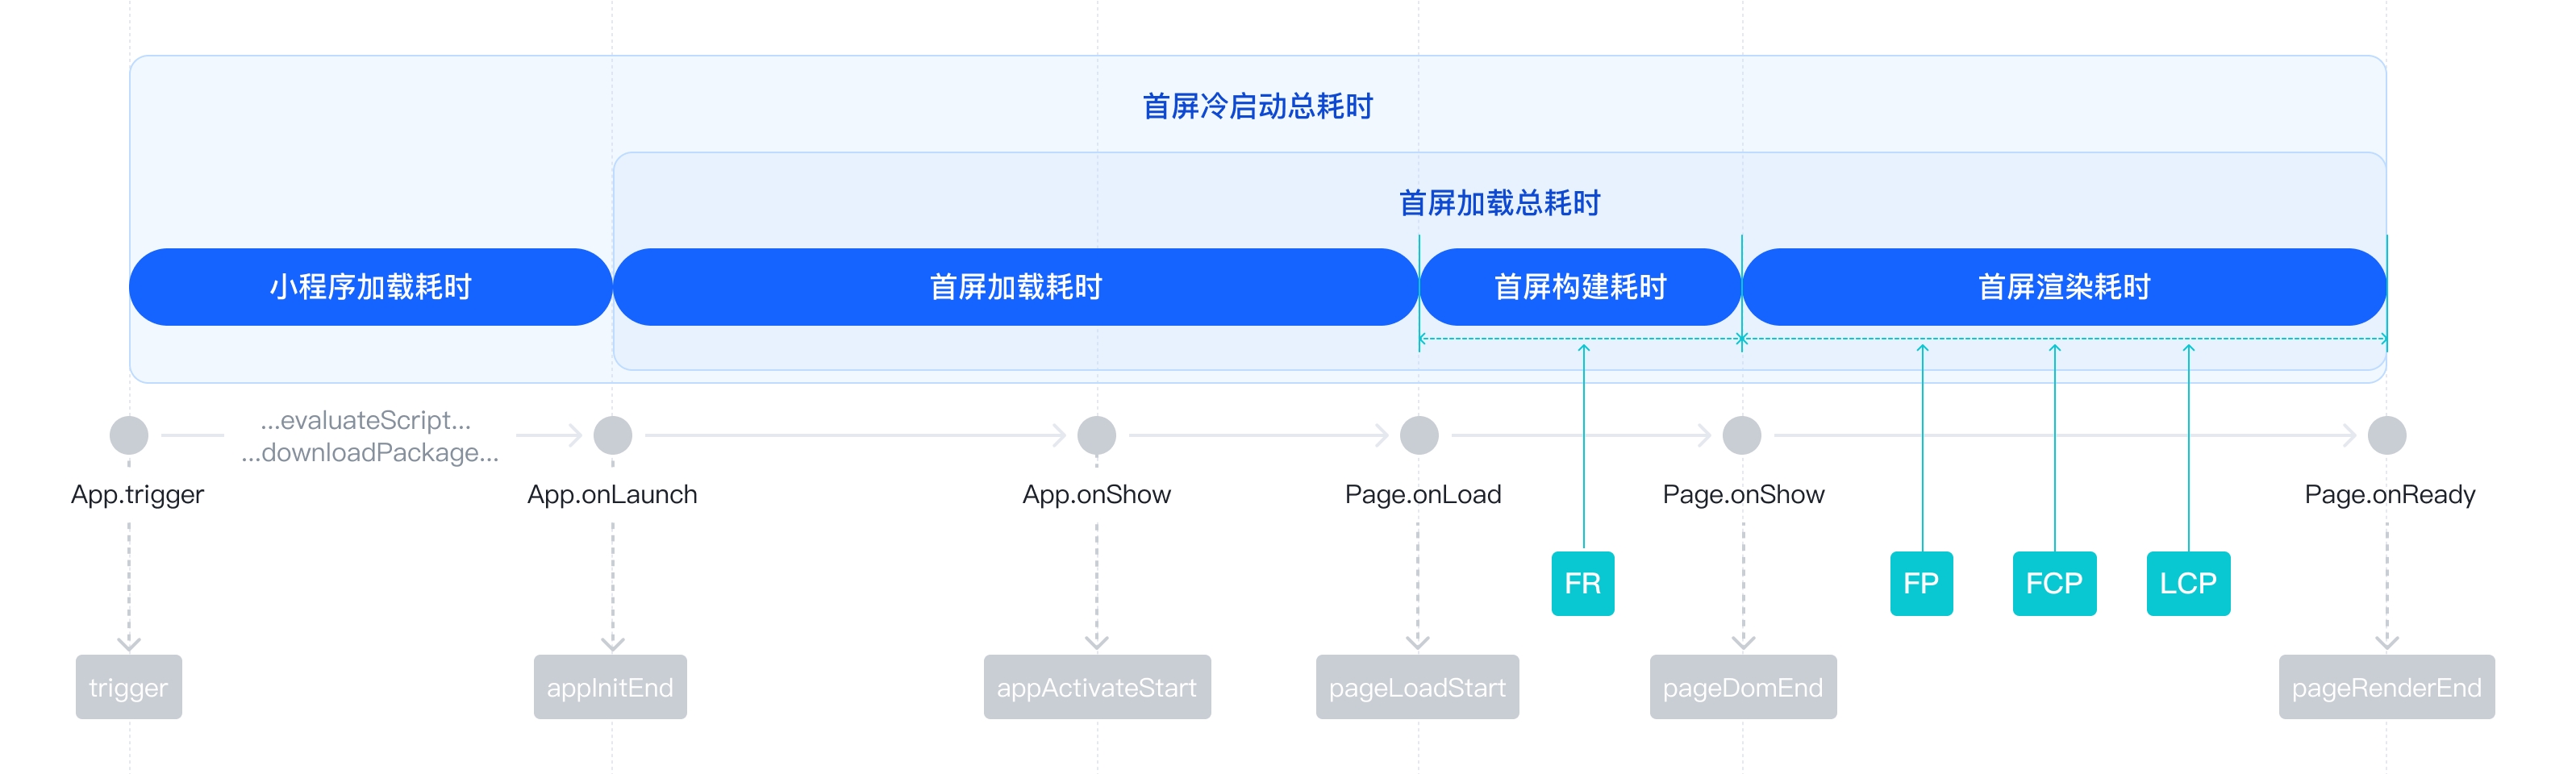 首屏冷启动总耗时
首屏加载总耗时
小程序加载耗时
首屏加载耗时
首屏构建耗时
首屏渲染耗时
...evaluateScript...
...downloadPackage...
App.trigger
App.onLaunch
App.onShow
Page.onLoad
Page.onShow
Page.onReady
FR
FP
FCP
LCP
trigger
appInitEnd
appActivateStart
pageLoadStart
pageDomEnd
pageRenderEnd